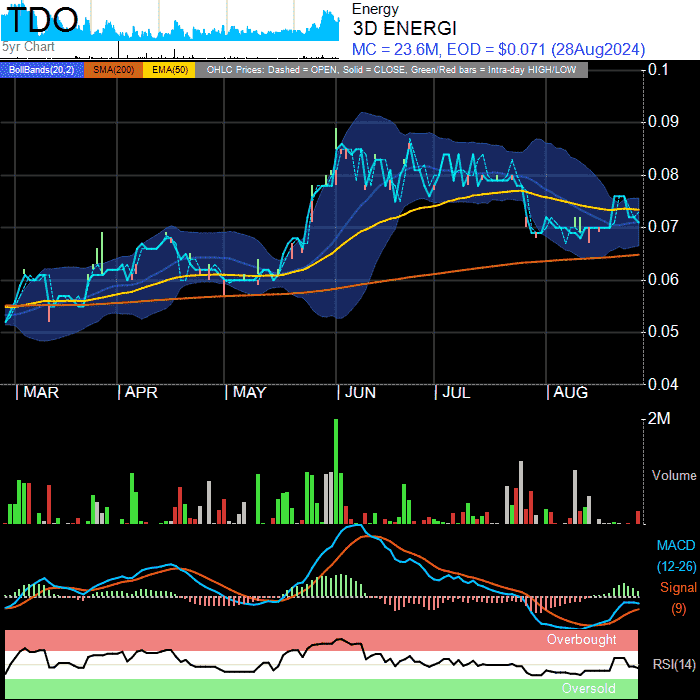 TDO
5yr Chart
Energy
3D ENERGI
MC = 23.6M, EOD = $0.071 (28Aug2024)
BollBands(20,2) SMA(200) EMA(50) OHLC Prices: Dashed = OPEN, Solid = CLOSE, Green/Red bars = Intra-day HIGH/LOW
0.1
0.09
0.08
0.07
0.06
0.05
0.04
MAR APR MAY JUN JUL AUG
2M
Volume
MACD
(12-26)
Signal
(9)
Overbought
RSI(14)
Oversold